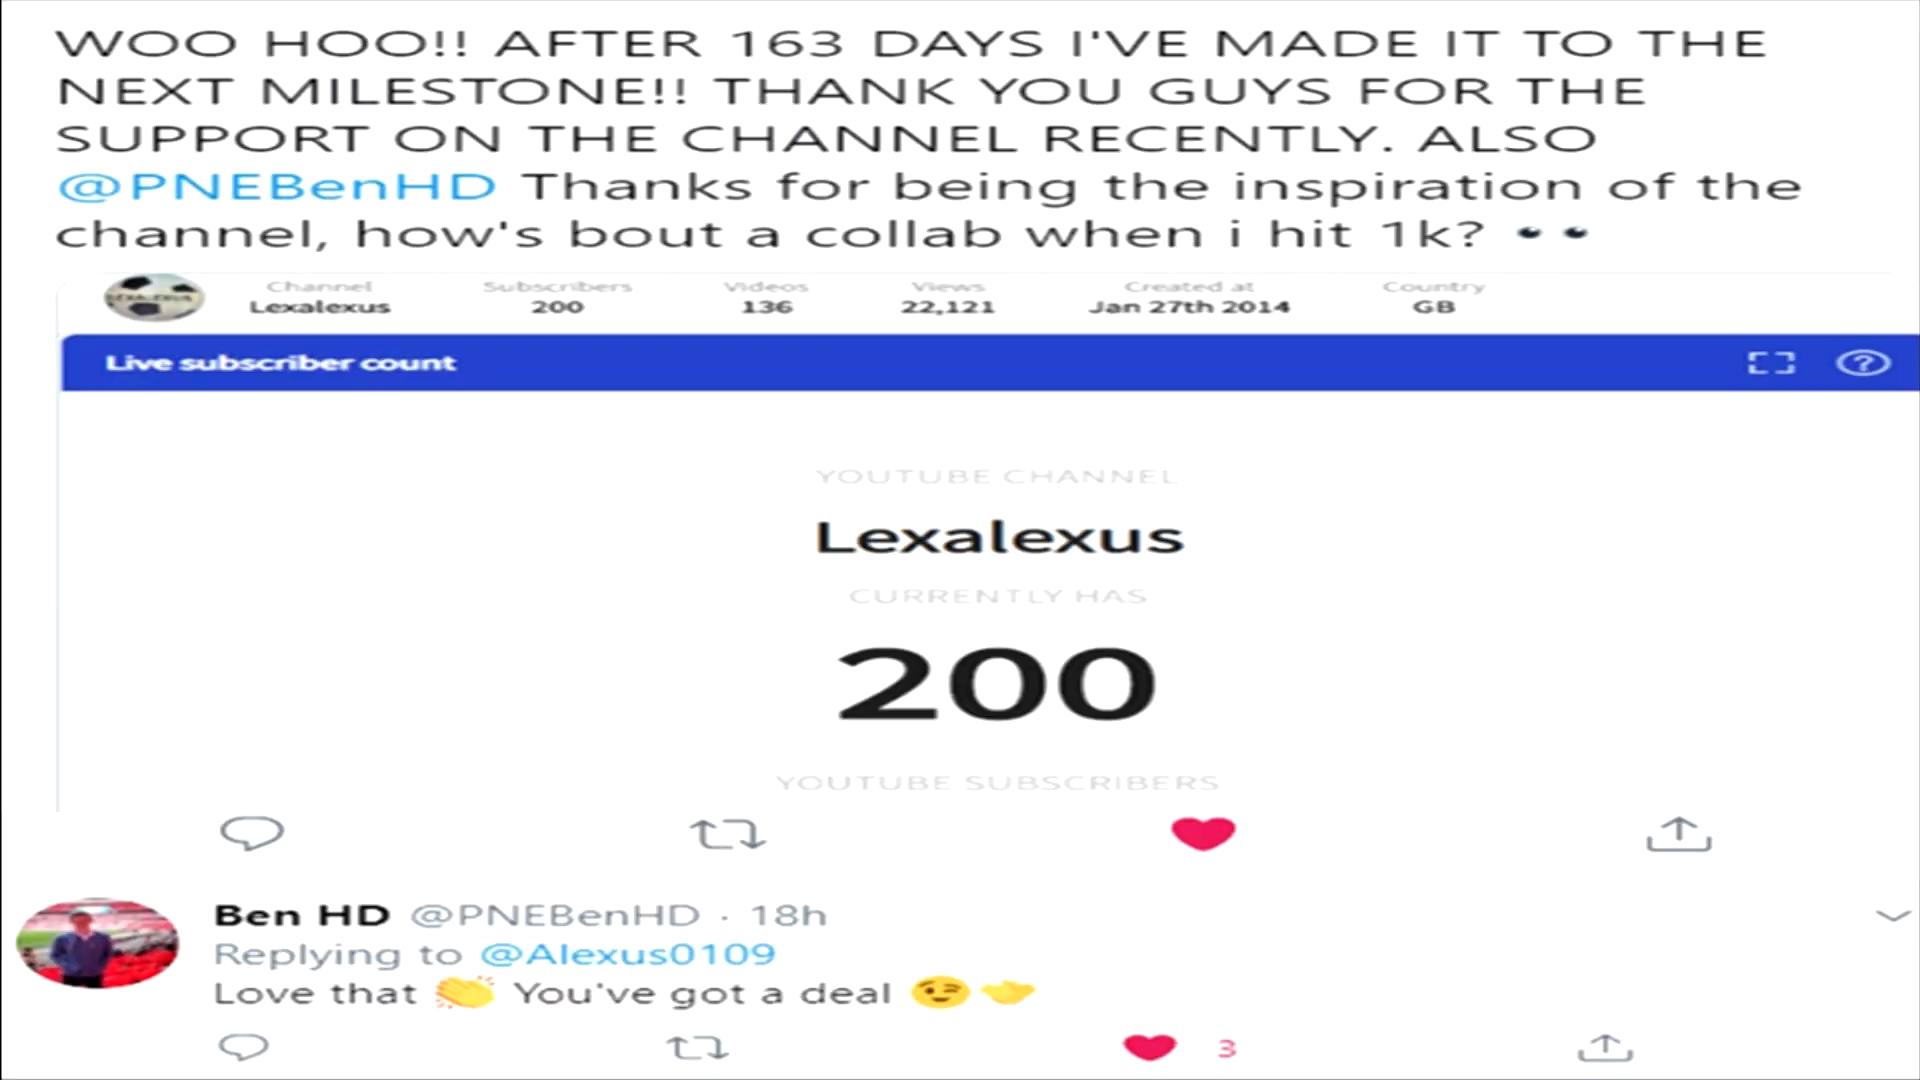 WOO HOO!! AFTER 163 DAYS I'VE MADE IT TO THE
NEXT MILESTONE!! THANK YOU GUYS FOR THE
SUPPORT ON THE CHANNEL RECENTLY. ALSO
@PNEBenHD Thanks for being the inspiration of the
channel, how's bout a collab when i hit 1k? 👀
Channel Subscribers Videos Views Created at Country
Lexalexus 200 136 22,121 Jan 27th 2014 GB
Live subscriber count
YOUTUBE CHANNEL
Lexalexus
CURRENTLY HAS
200
YOUTUBE SUBSCRIBERS
Ben HD @PNEBenHD · 18h
Replying to @Alexus0109
Love that 👏 You've got a deal 😉🤝
3